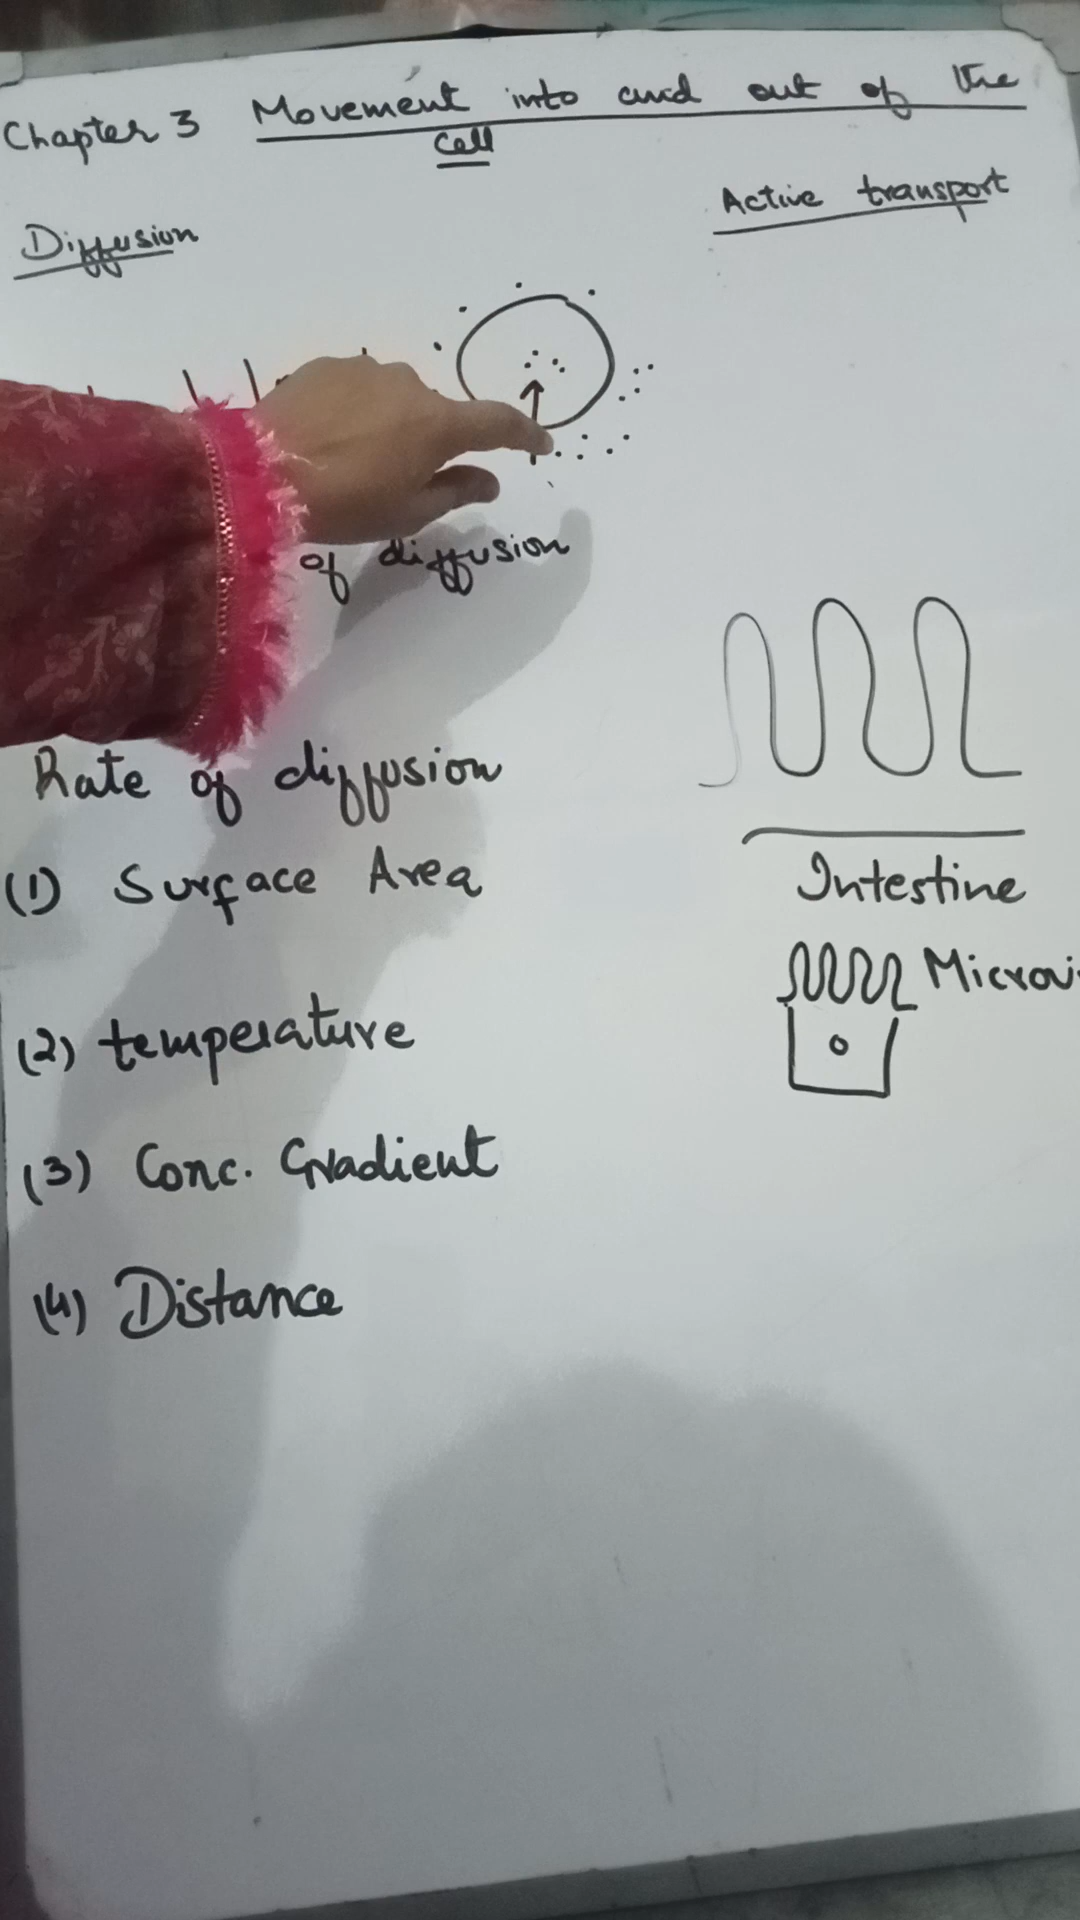 Chapter 3 Movement into and out of the
cell
Active transport
Diffusion
of diffusion
Rate of diffusion
(1) Surface Area
Intestine
(2) temperature
(3) Conc. Gradient
(4) Distance